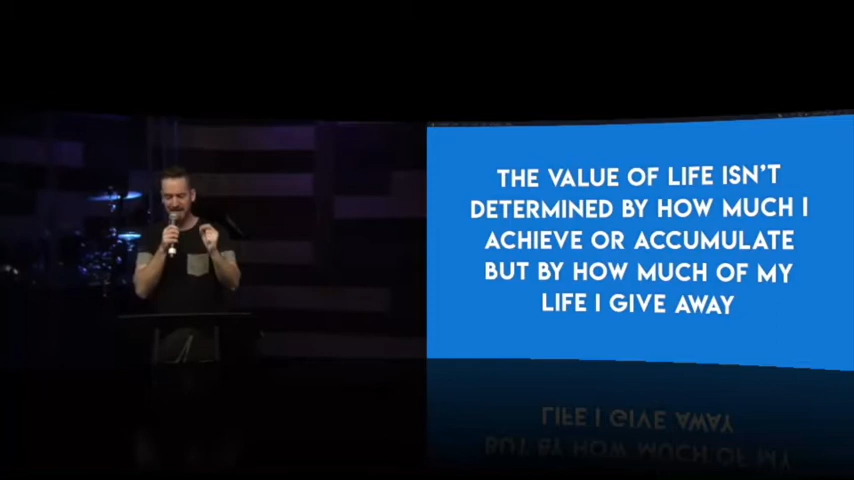 THE VALUE OF LIFE ISN'T
DETERMINED BY HOW MUCH I
ACHIEVE OR ACCUMULATE
BUT BY HOW MUCH OF MY
LIFE I GIVE AWAY